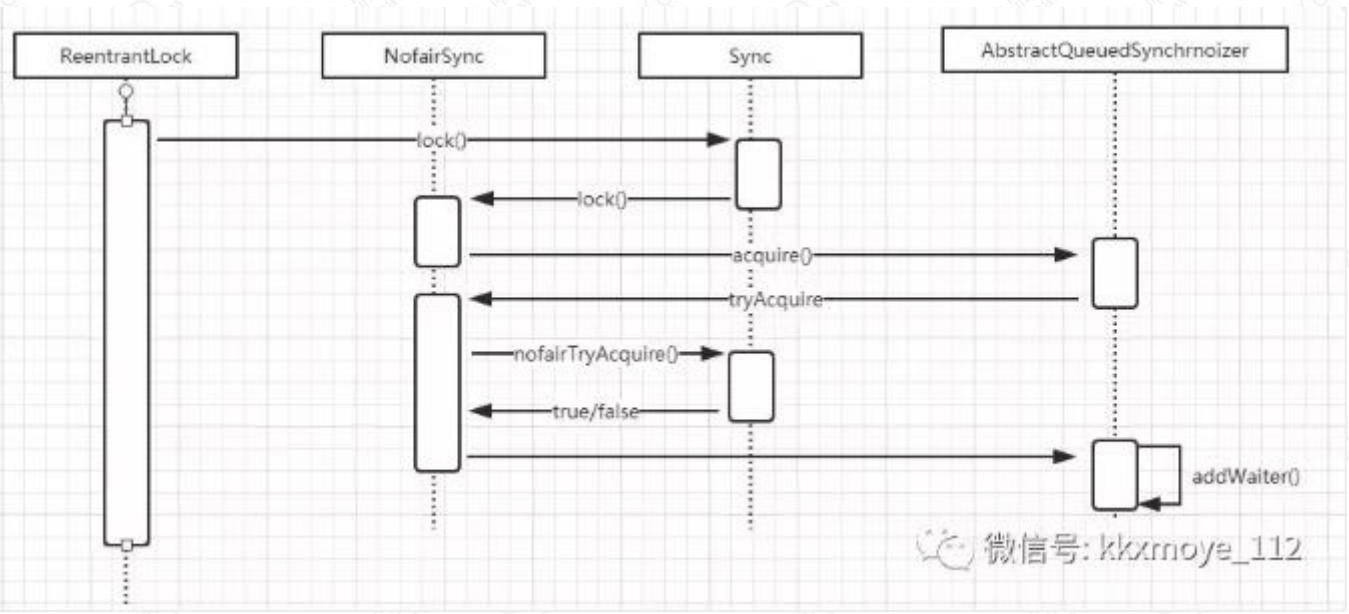 ReentrantLock
NofairSync
Sync
AbstractQueuedSynchrnoizer
lock()
lock()
acquire()
tryAcquire
nofairTryAcquire()
true/false
addWaiter()
微信号: kkxmoye_112